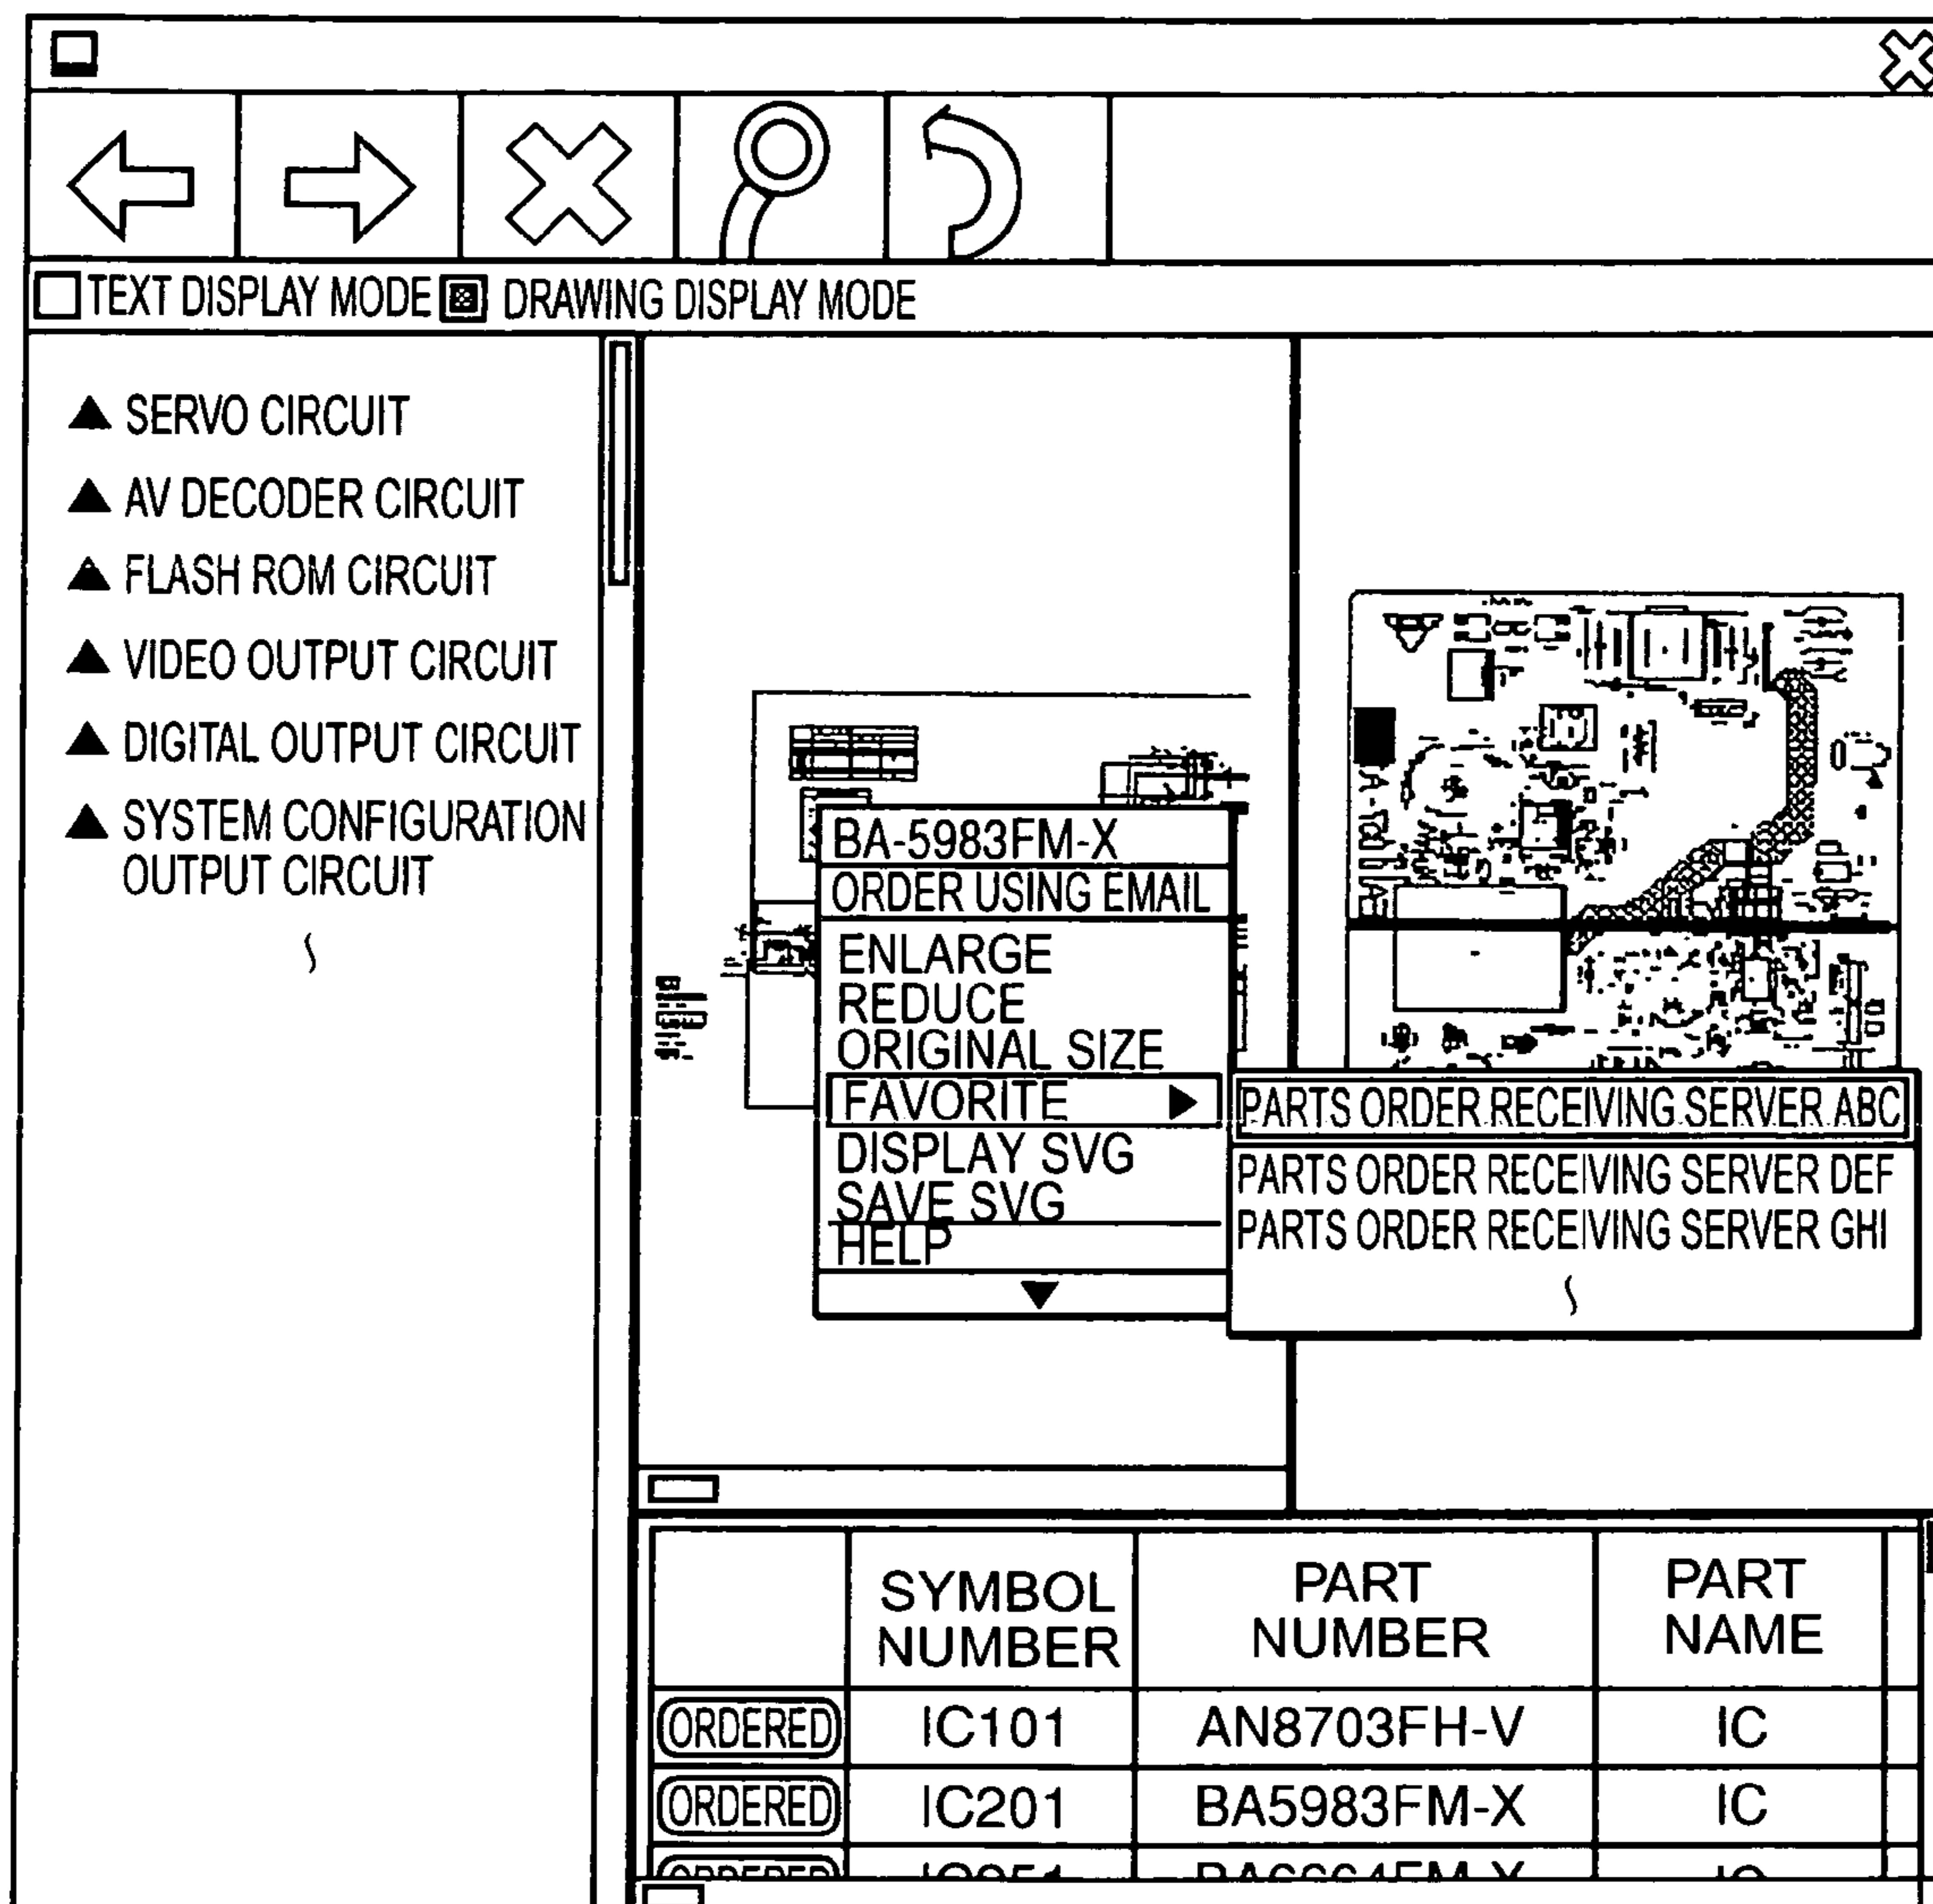 TEXT DISPLAY MODE DRAWING DISPLAY MODE
SERVO CIRCUIT
AV DECODER CIRCUIT
FLASH ROM CIRCUIT
VIDEO OUTPUT CIRCUIT
DIGITAL OUTPUT CIRCUIT
SYSTEM CONFIGURATION
OUTPUT CIRCUIT
BA-5983FM-X
ORDER USING EMAIL
ENLARGE
REDUCE
ORIGINAL SIZE
FAVORITE
DISPLAY SVG
SAVE SVG
HELP
PARTS ORDER RECEIVING SERVER ABC
PARTS ORDER RECEIVING SERVER DEF
PARTS ORDER RECEIVING SERVER GHI
SYMBOL NUMBER PART NUMBER PART NAME
ORDERED IC101 AN8703FH-V IC
ORDERED IC201 BA5983FM-X IC
ORDERED